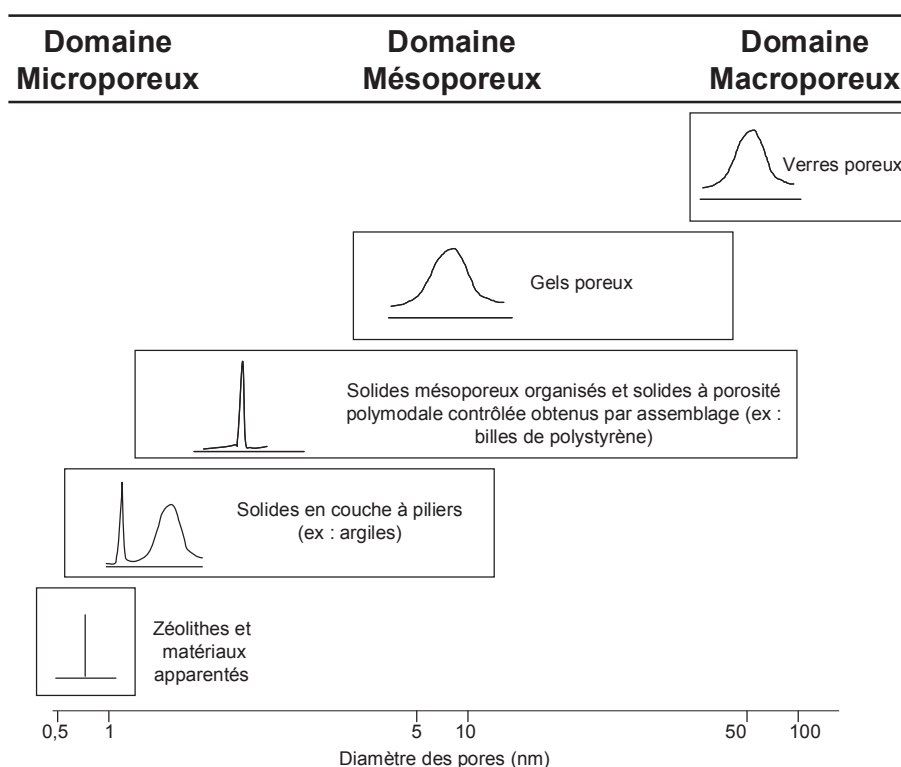 Domaine
Microporeux
Domaine
Mésoporeux
Domaine
Macroporeux
Verres poreux
Gels poreux
Solides mésoporeux organisés et solides à porosité
polymodale contrôlée obtenus par assemblage (ex :
billes de polystyrène)
Solides en couche à piliers
(ex : argiles)
Zéolithes et
matériaux
apparentés
0,5 1 5 10 50 100
Diamètre des pores (nm)